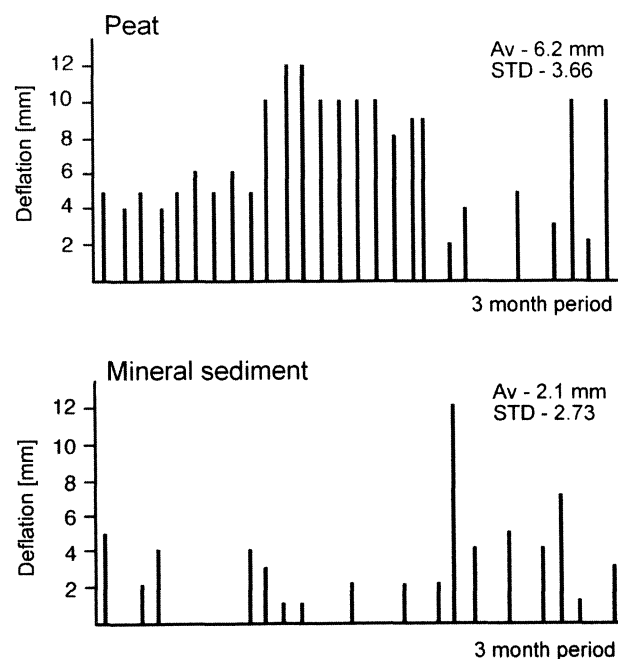 Peat
Av - 6.2 mm
STD - 3.66
Deflation [mm]
12
10
8
6
4
2
3 month period
Mineral sediment
Av - 2.1 mm
STD - 2.73
Deflation [mm]
12
10
8
6
4
2
3 month period